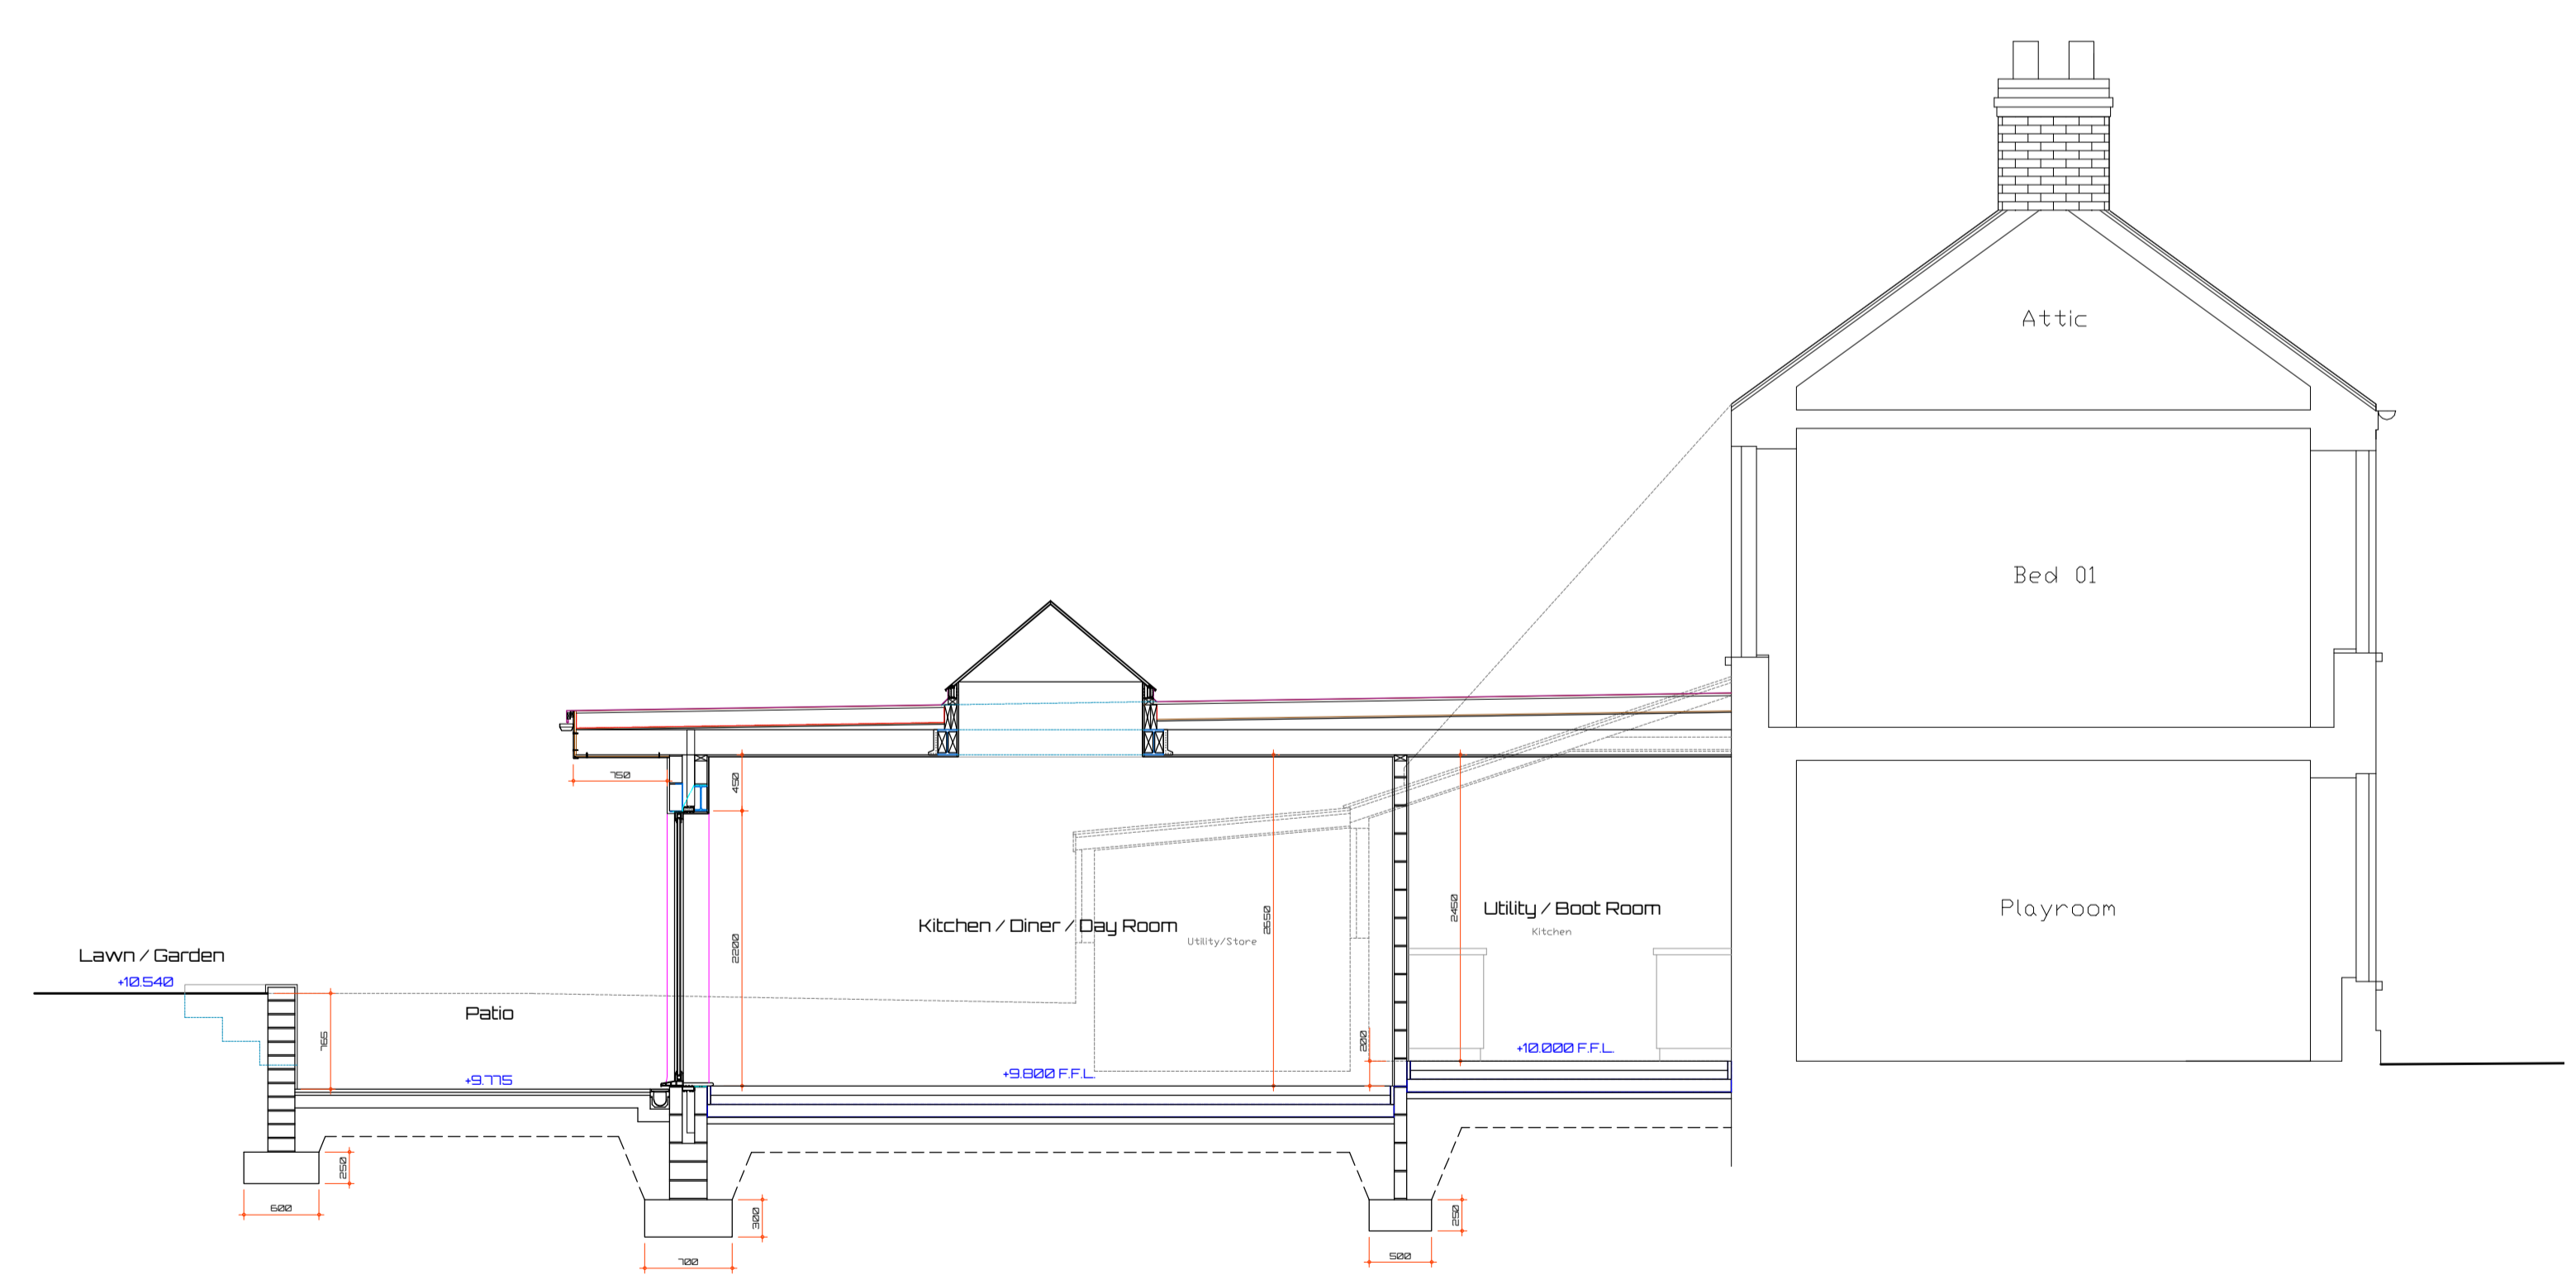 Attic
Bed 01
750
450
Kitchen / Diner / Day Room
Utility/Store
2650
2450
Utility / Boot Room
Kitchen
Playroom
2200
Lawn / Garden
+10.540
Patio
765
+9.775
+9.800 F.F.L.
200
+10.000 F.F.L.
250
600
300
700
250
500